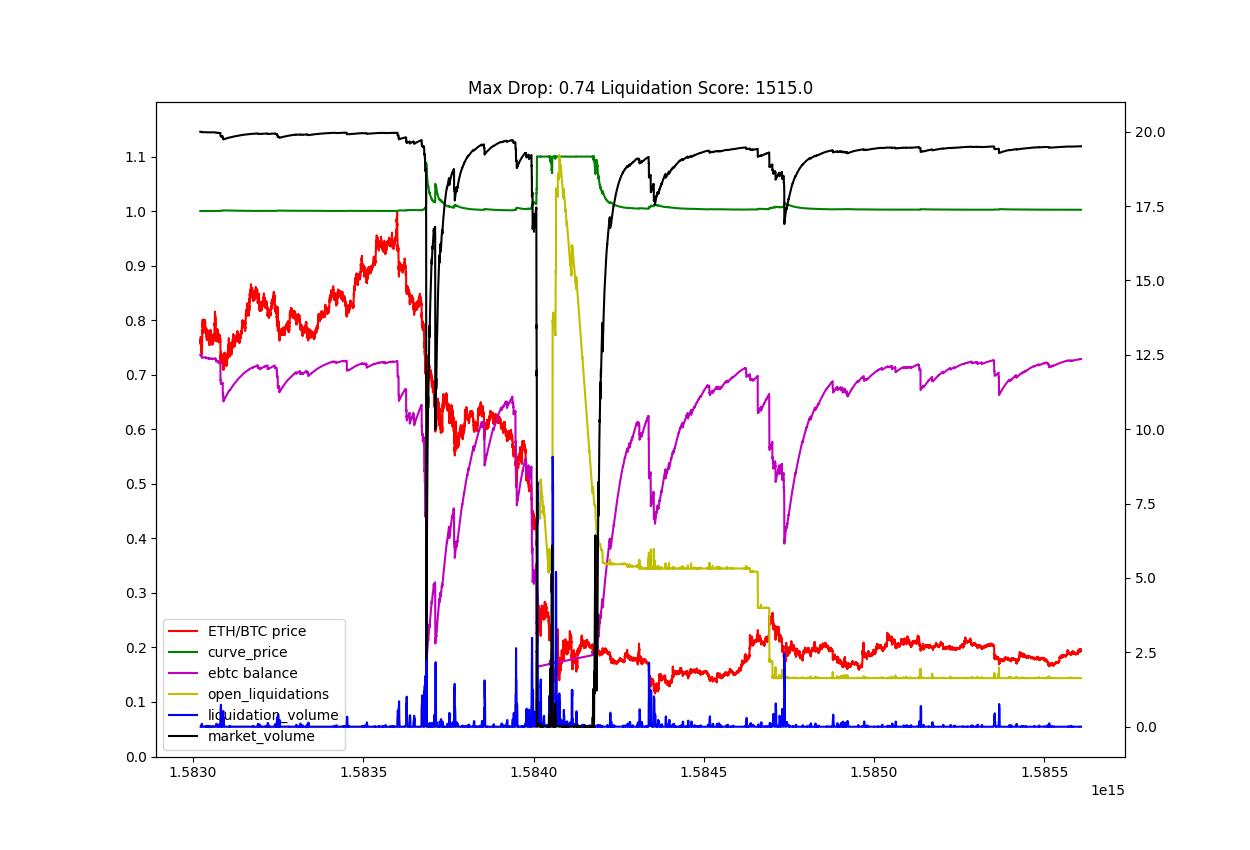 Max Drop: 0.74 Liquidation Score: 1515.0
1.1
1.0
0.9
0.8
0.7
0.6
0.5
0.4
0.3
0.2
0.1
0.0
20.0
17.5
15.0
12.5
10.0
7.5
5.0
2.5
0.0
ETH/BTC price
curve_price
ebtc balance
open_liquidations
liquidation_volume
market_volume
1.5830 1.5835 1.5840 1.5845 1.5850 1.5855
1e15